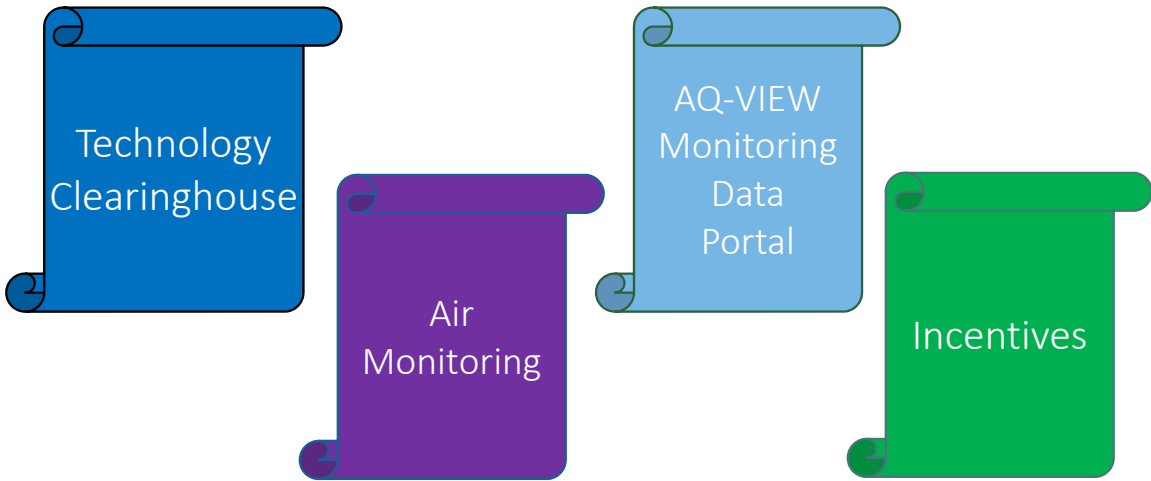 Technology
Clearinghouse
Air
Monitoring
AQ-VIEW
Monitoring
Data
Portal
Incentives